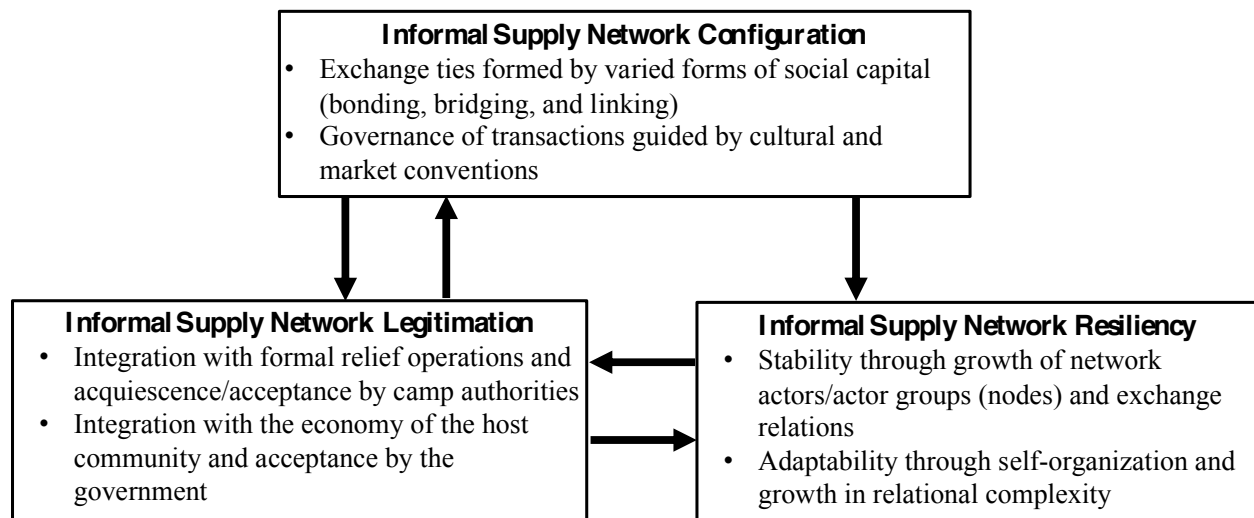 Informal Supply Network Configuration
• Exchange ties formed by varied forms of social capital
(bonding, bridging, and linking)
• Governance of transactions guided by cultural and
market conventions
Informal Supply Network Legitimation
• Integration with formal relief operations and
acquiescence/acceptance by camp authorities
• Integration with the economy of the host
community and acceptance by the
government
Informal Supply Network Resiliency
• Stability through growth of network
actors/actor groups (nodes) and exchange
relations
• Adaptability through self-organization and
growth in relational complexity